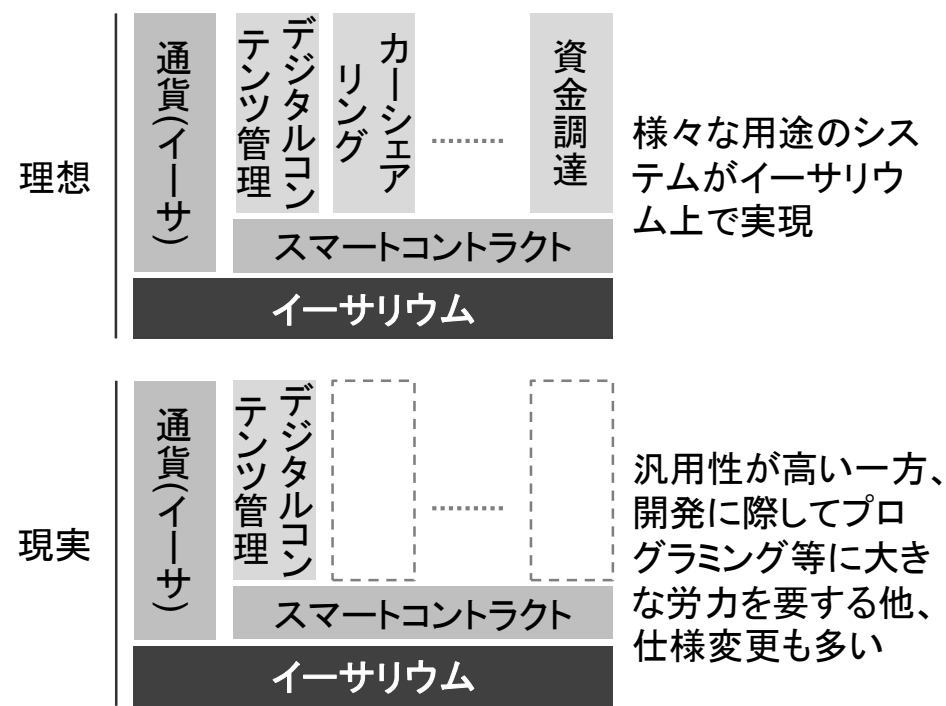 理想
通貨(イーサ)
デジタルコン
テンツ管理
カーシェア
リング
………
資金調達
スマートコントラクト
イーサリウム
様々な用途のシス
テムがイーサリウ
ム上で実現
現実
通貨(イーサ)
デジタルコン
テンツ管理
………
スマートコントラクト
イーサリウム
汎用性が高い一方、
開発に際してプロ
グラミング等に大き
な労力を要する他、
仕様変更も多い